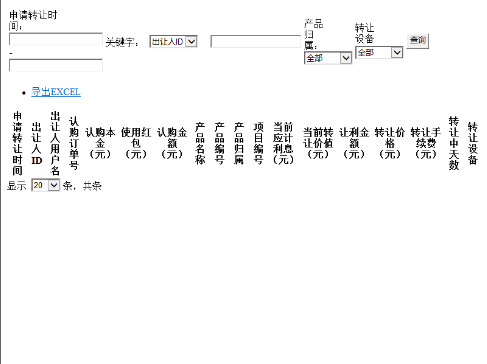 申请转让时
间：
-
关键字：
出让人ID
产品
归
属：
全部
转让
设备
全部
查询
导出EXCEL
申请转让时间
出让人ID
出让人用户名
认购订单号
认购本金（元）
使用红包（元）
认购金额（元）
产品名称
产品编号
产品归属
项目编号
当前应计利息（元）
当前转让价值（元）
让利金额（元）
转让价格（元）
转让手续费（元）
转让中天数
转让设备
显示 20 条，共条